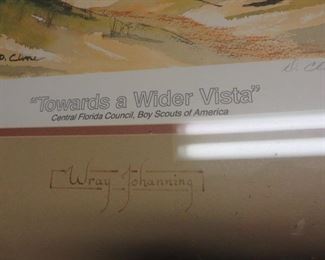 "Towards a Wider Vista"
Central Florida Council, Boy Scouts of America
Wray Johanning